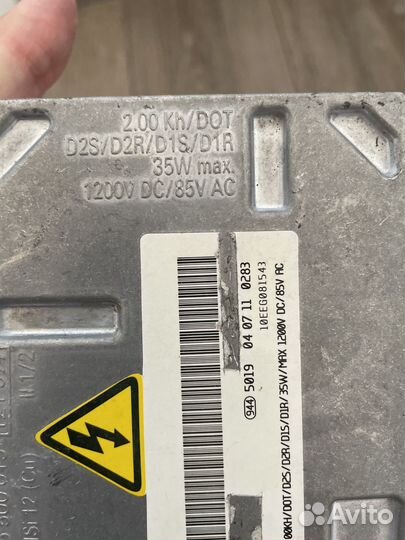 2.00 Kh/DOT
D2S/D2R/D1S/D1R
35W max.
1200V DC/85V AC
944 5019 04 07 11 0283
10EEG081543
00KH/DOT/D2S/D2R/D1S/D1R/35W/MAX 1200V DC/85V AC
Avito